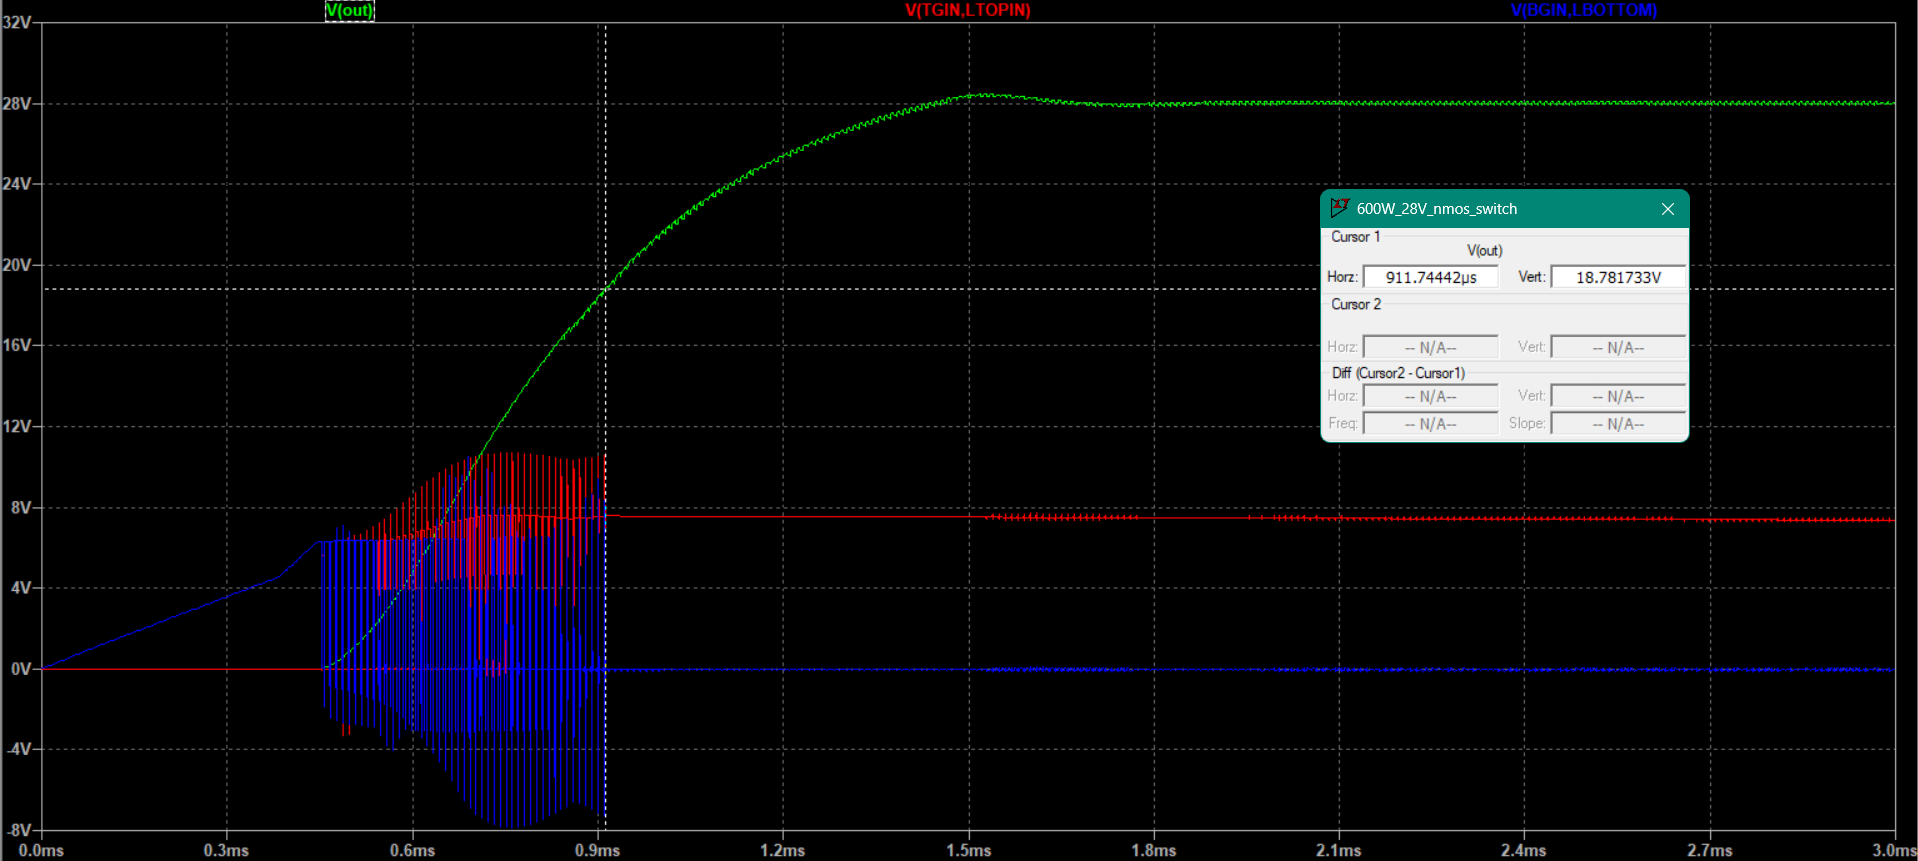 V(out) V(TGIN,LTOPIN) V(BGIN,LBOTTOM)
32V
28V
24V
20V
16V
12V
8V
4V
0V
-4V
-8V
0.0ms 0.3ms 0.6ms 0.9ms 1.2ms 1.5ms 1.8ms 2.1ms 2.4ms 2.7ms 3.0ms
600W_28V_nmos_switch
Cursor 1
V(out)
Horz: 911.74442µs Vert: 18.781733V
Cursor 2
Horz: -- N/A-- Vert: -- N/A--
Diff (Cursor2 - Cursor1)
Horz: -- N/A-- Vert: -- N/A--
Freq: -- N/A-- Slope: -- N/A--